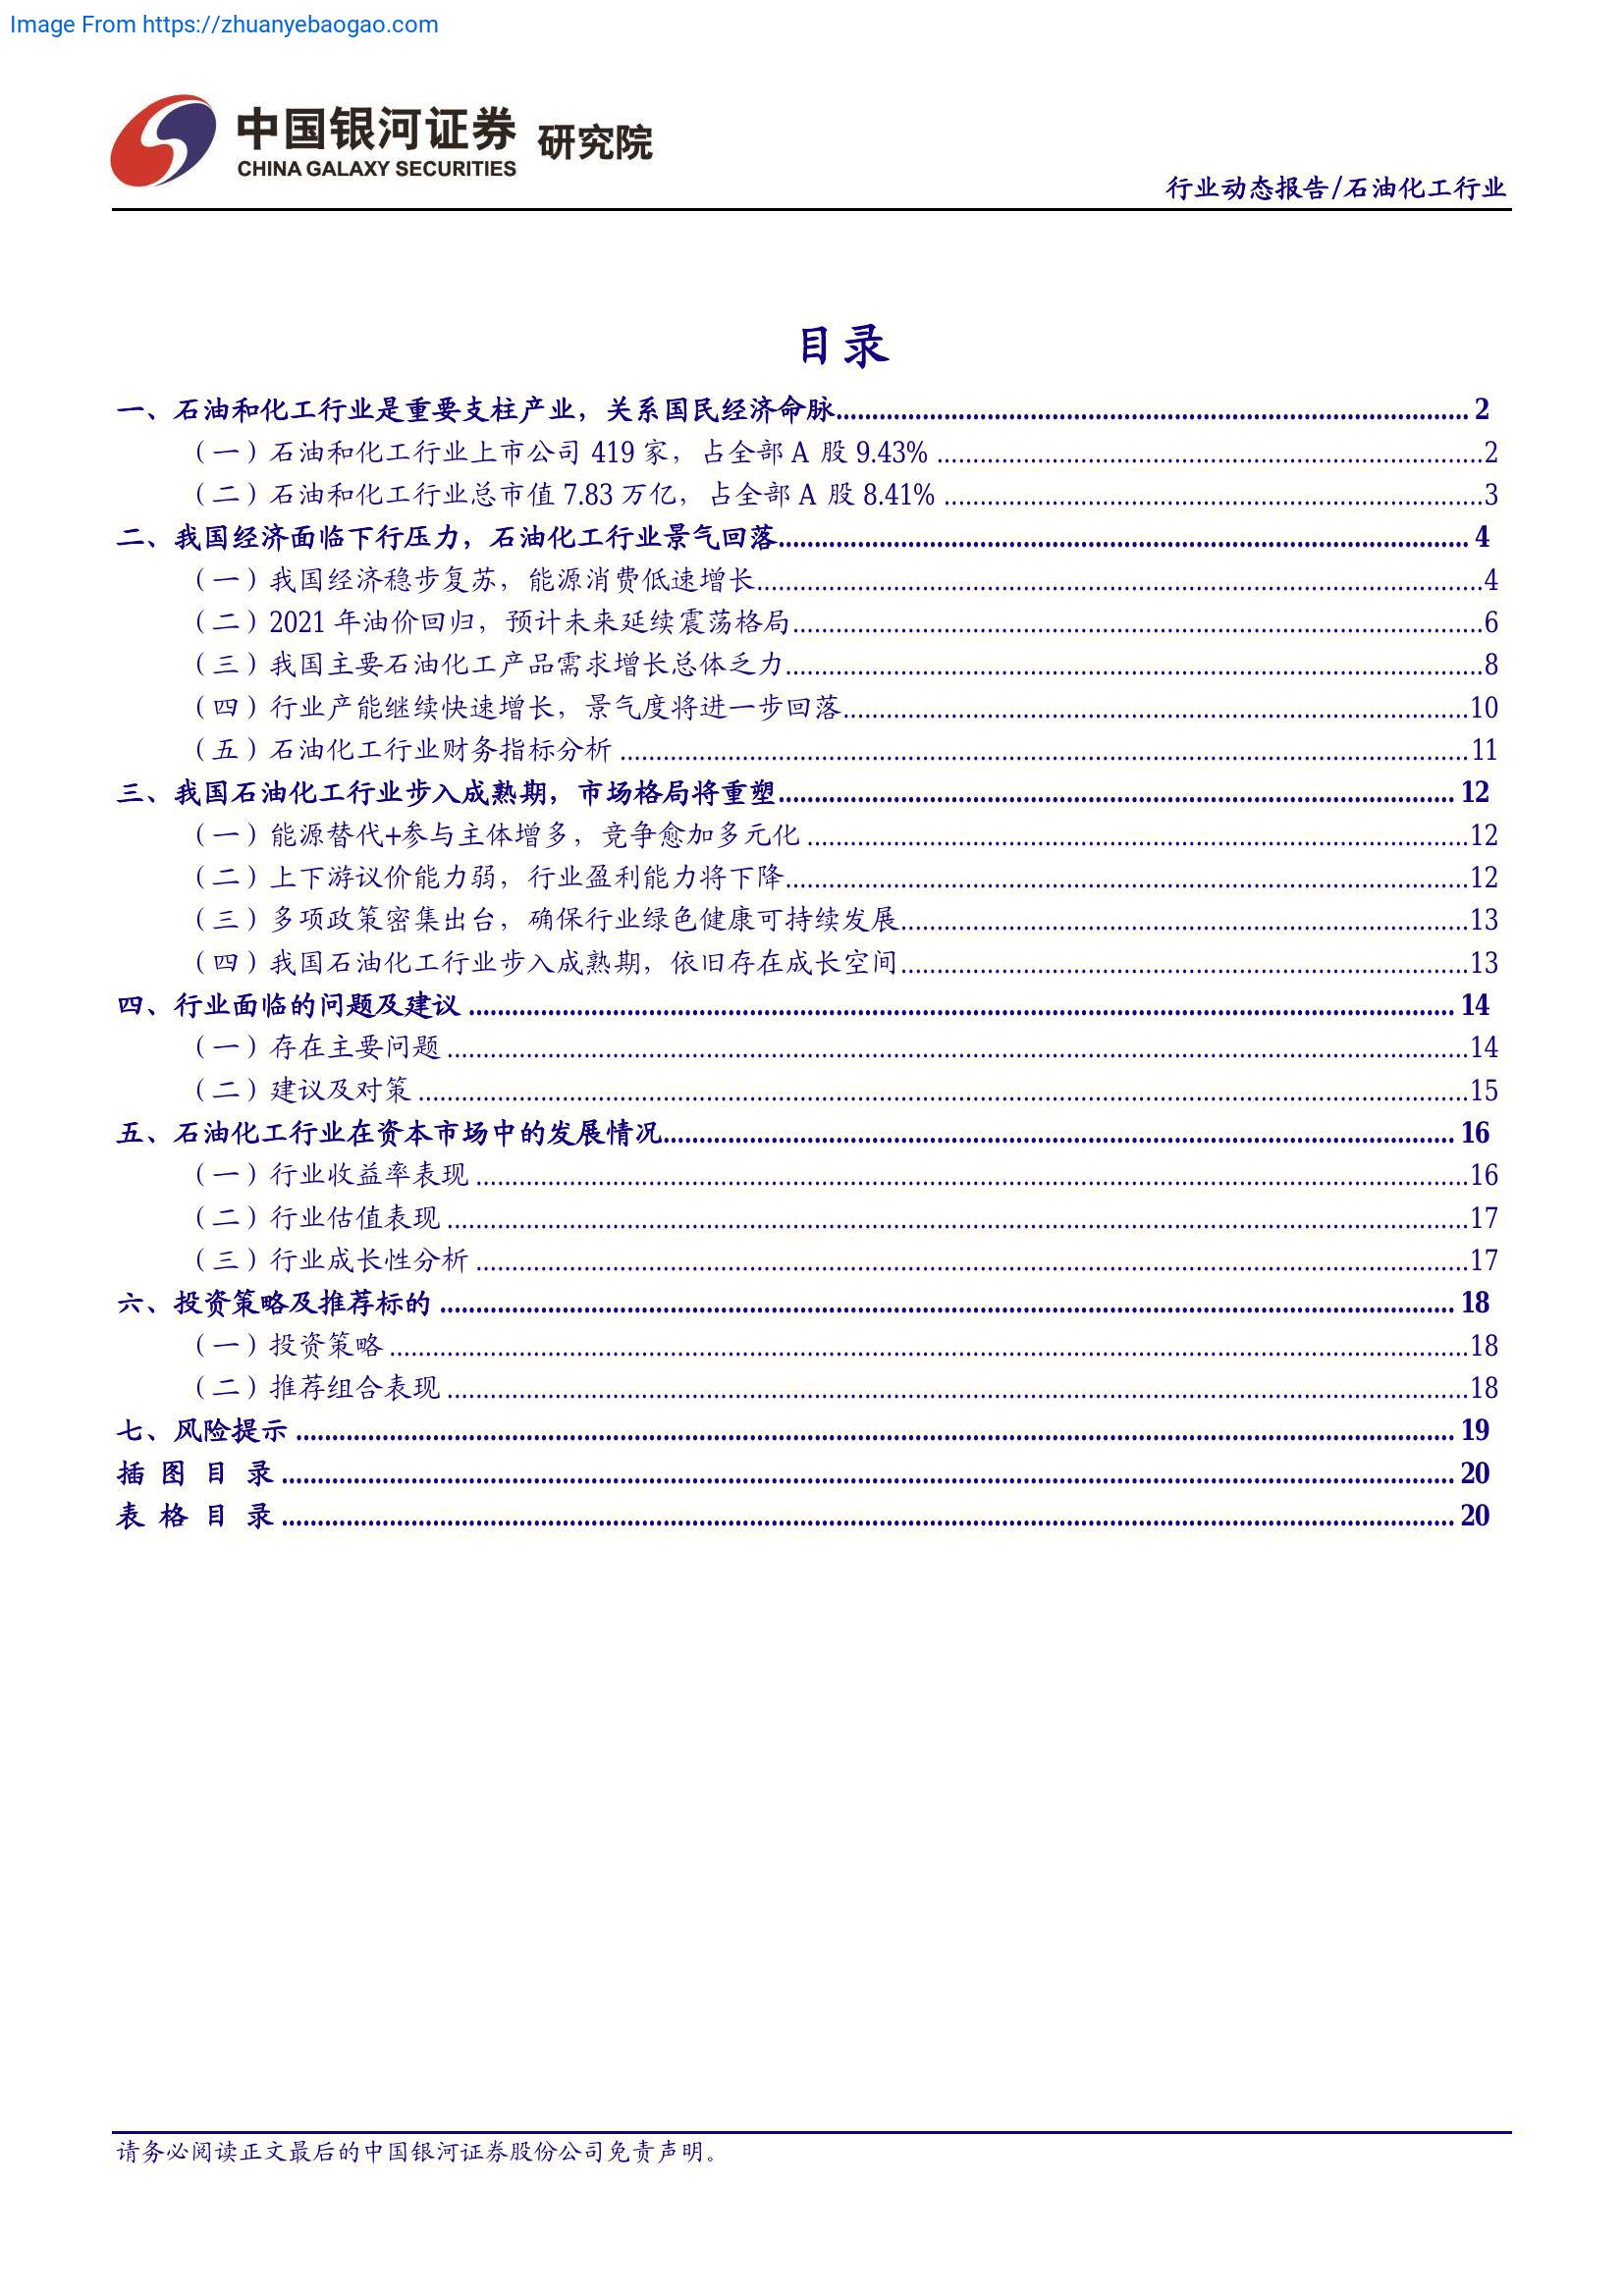 Image From https://zhuanyebaogao.com
中国银河证券 研究院
CHINA GALAXY SECURITIES
行业动态报告/石油化工行业
目录
一、石油和化工行业是重要支柱产业，关系国民经济命脉........................................ 2
（一）石油和化工行业上市公司 419 家，占全部 A 股 9.43% ........................................2
（二）石油和化工行业总市值 7.83 万亿，占全部 A 股 8.41% ........................................3
二、我国经济面临下行压力，石油化工行业景气回落........................................ 4
（一）我国经济稳步复苏，能源消费低速增长........................................4
（二）2021 年油价回归，预计未来延续震荡格局........................................6
（三）我国主要石油化工产品需求增长总体乏力........................................8
（四）行业产能继续快速增长，景气度将进一步回落........................................10
（五）石油化工行业财务指标分析 ........................................11
三、我国石油化工行业步入成熟期，市场格局将重塑........................................ 12
（一）能源替代+参与主体增多，竞争愈加多元化 ........................................12
（二）上下游议价能力弱，行业盈利能力将下降........................................12
（三）多项政策密集出台，确保行业绿色健康可持续发展........................................13
（四）我国石油化工行业步入成熟期，依旧存在成长空间........................................13
四、行业面临的问题及建议 ........................................ 14
（一）存在主要问题 ........................................14
（二）建议及对策 ........................................15
五、石油化工行业在资本市场中的发展情况........................................ 16
（一）行业收益率表现 ........................................16
（二）行业估值表现 ........................................17
（三）行业成长性分析 ........................................17
六、投资策略及推荐标的 ........................................ 18
（一）投资策略 ........................................18
（二）推荐组合表现 ........................................18
七、风险提示 ........................................ 19
插 图 目 录 ........................................ 20
表 格 目 录 ........................................ 20
请务必阅读正文最后的中国银河证券股份公司免责声明。